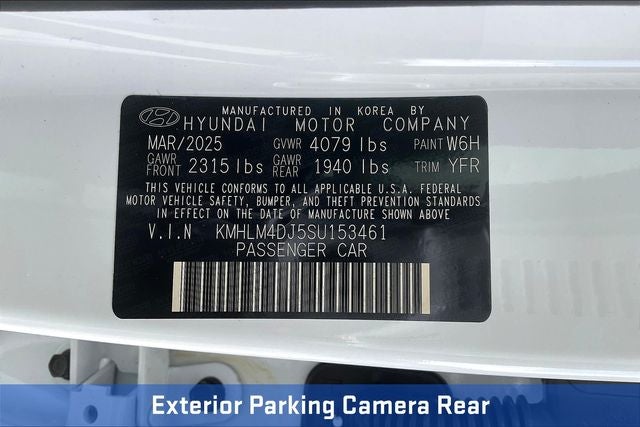 MANUFACTURED IN KOREA BY
HYUNDAI MOTOR COMPANY
MAR/2025 GVWR 4079 lbs PAINT W6H
GAWR FRONT 2315 lbs GAWR REAR 1940 lbs TRIM YFR
THIS VEHICLE CONFORMS TO ALL APPLICABLE U.S.A. FEDERAL
MOTOR VEHICLE SAFETY, BUMPER, AND THEFT PREVENTION STANDARDS
IN EFFECT ON THE DATE OF MANUFACTURE SHOWN ABOVE.
V.I.N KMHLM4DJ5SU153461
PASSENGER CAR
Exterior Parking Camera Rear